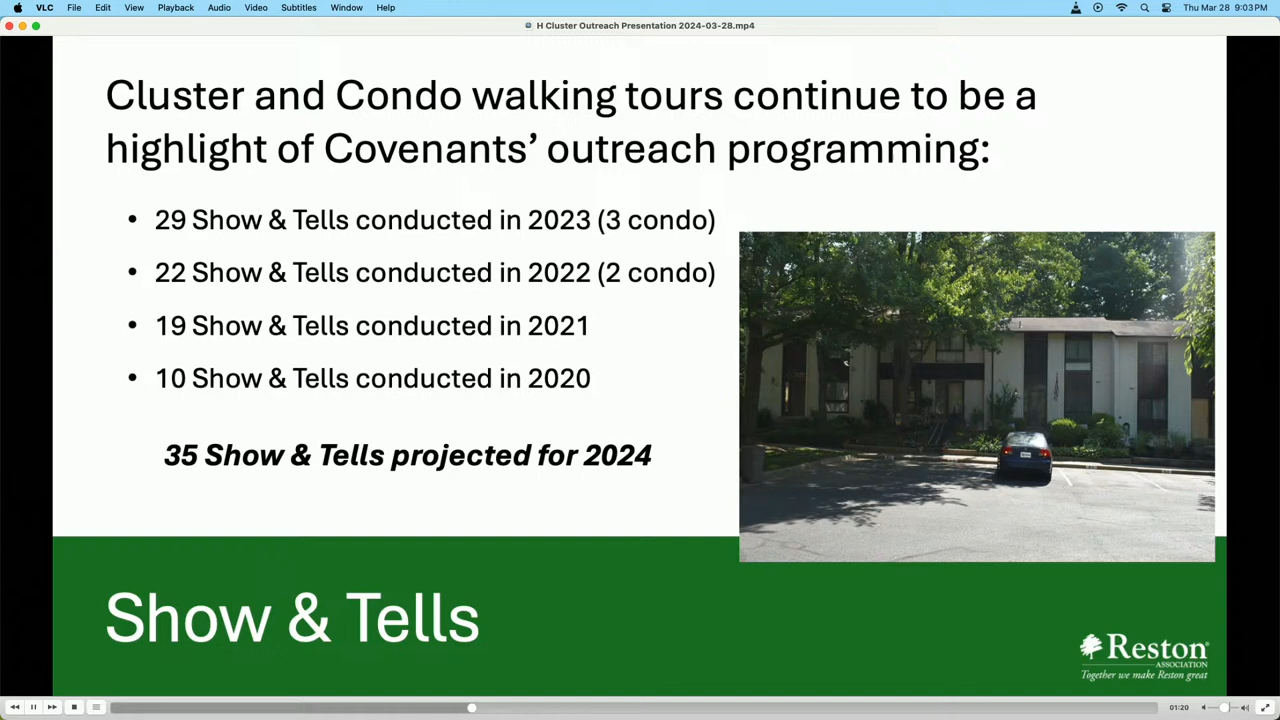 VLC File Edit View Playback Audio Video Subtitles Window Help Thu Mar 28 9:03 PM
H Cluster Outreach Presentation 2024-03-28.mp4
Cluster and Condo walking tours continue to be a
highlight of Covenants’ outreach programming:
• 29 Show & Tells conducted in 2023 (3 condo)
• 22 Show & Tells conducted in 2022 (2 condo)
• 19 Show & Tells conducted in 2021
• 10 Show & Tells conducted in 2020
35 Show & Tells projected for 2024
Show & Tells
Reston
ASSOCIATION
Together we make Reston great
01:20